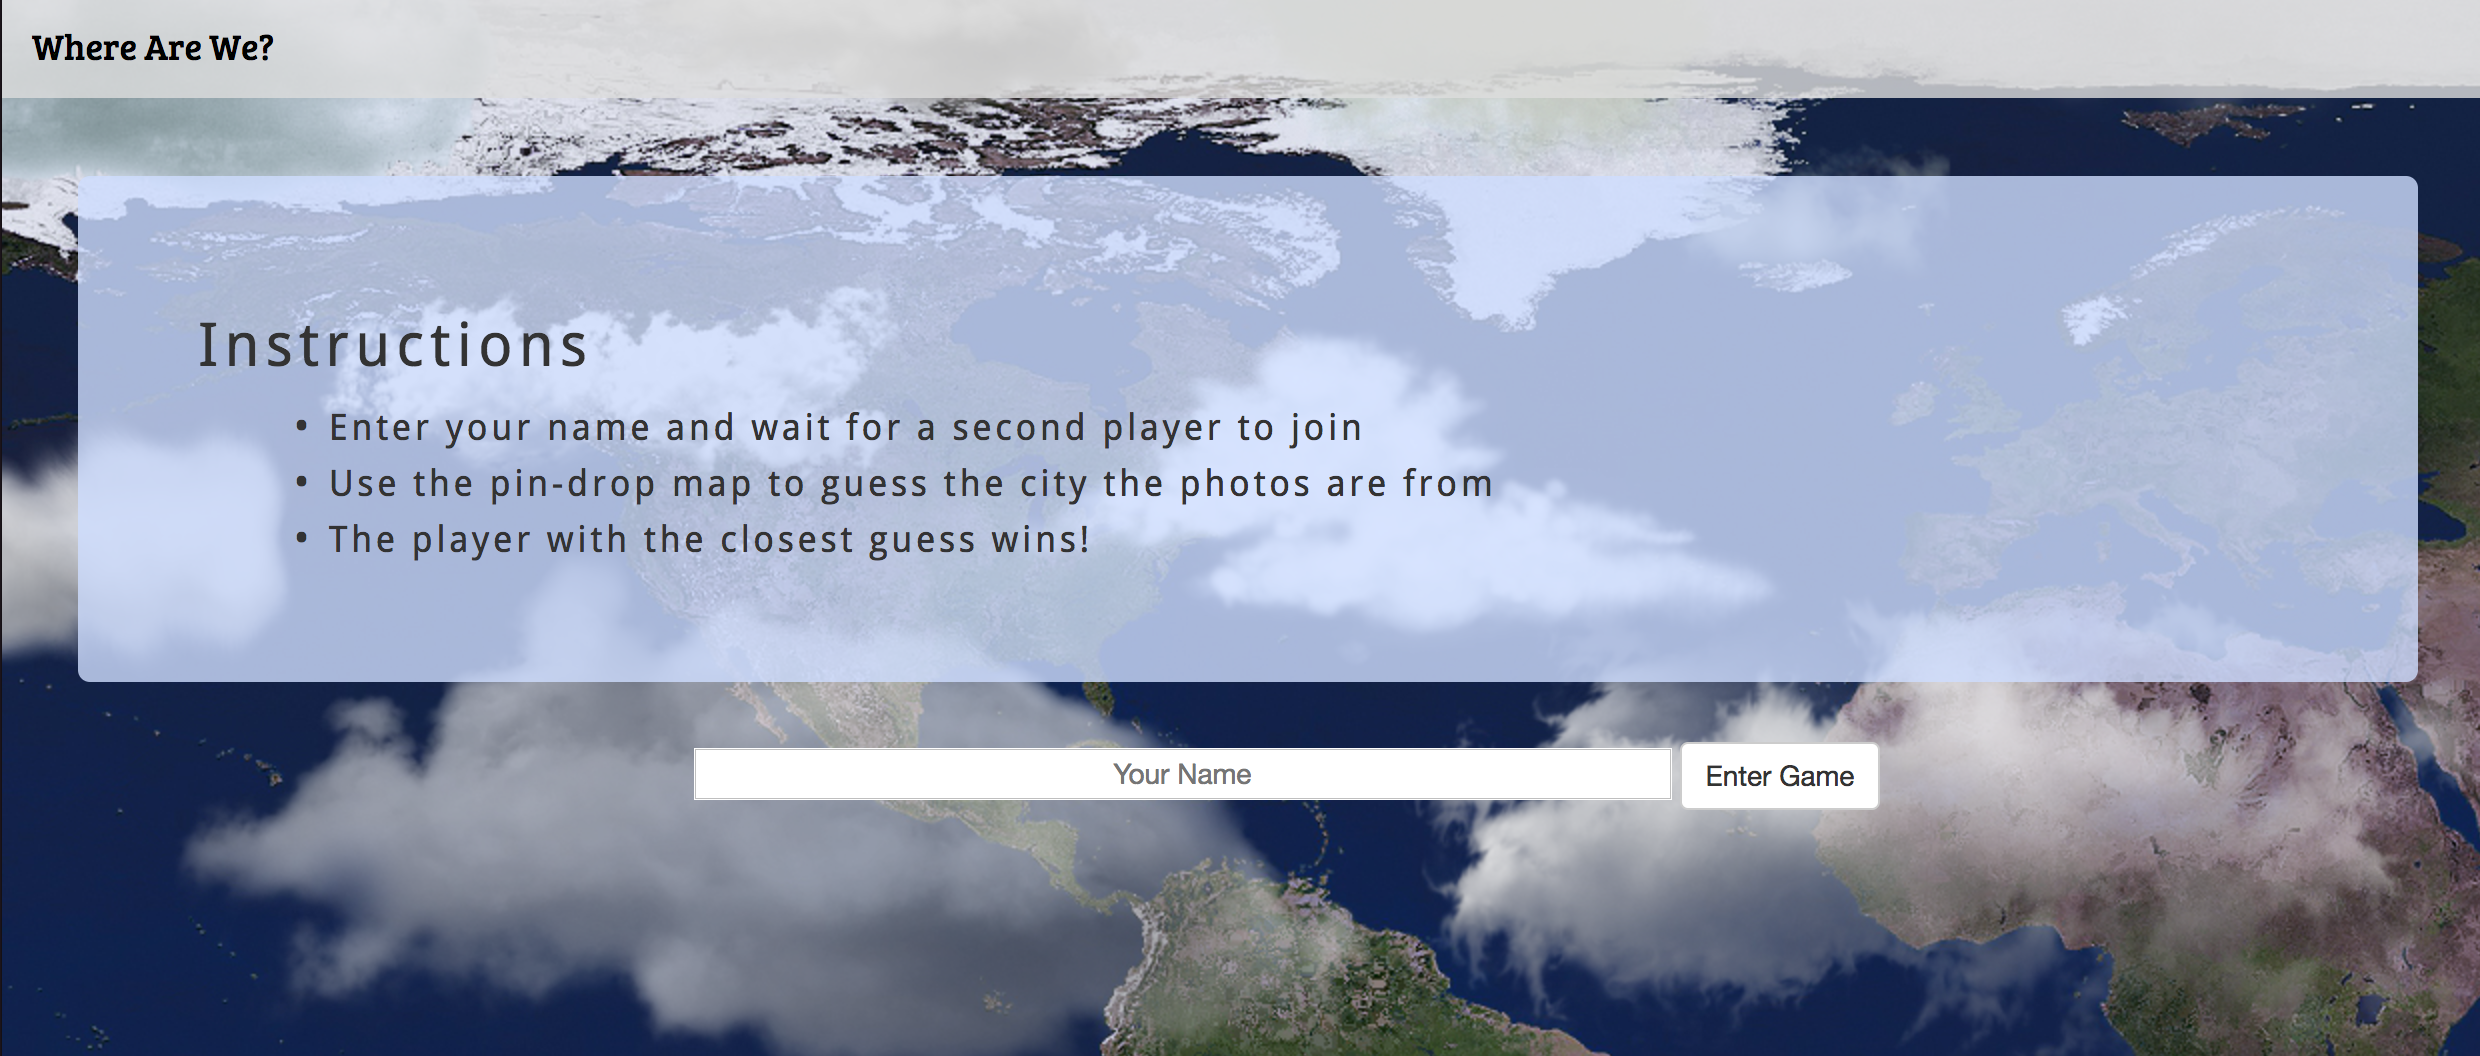 Where Are We?
Instructions
• Enter your name and wait for a second player to join
• Use the pin-drop map to guess the city the photos are from
• The player with the closest guess wins!
Your Name
Enter Game